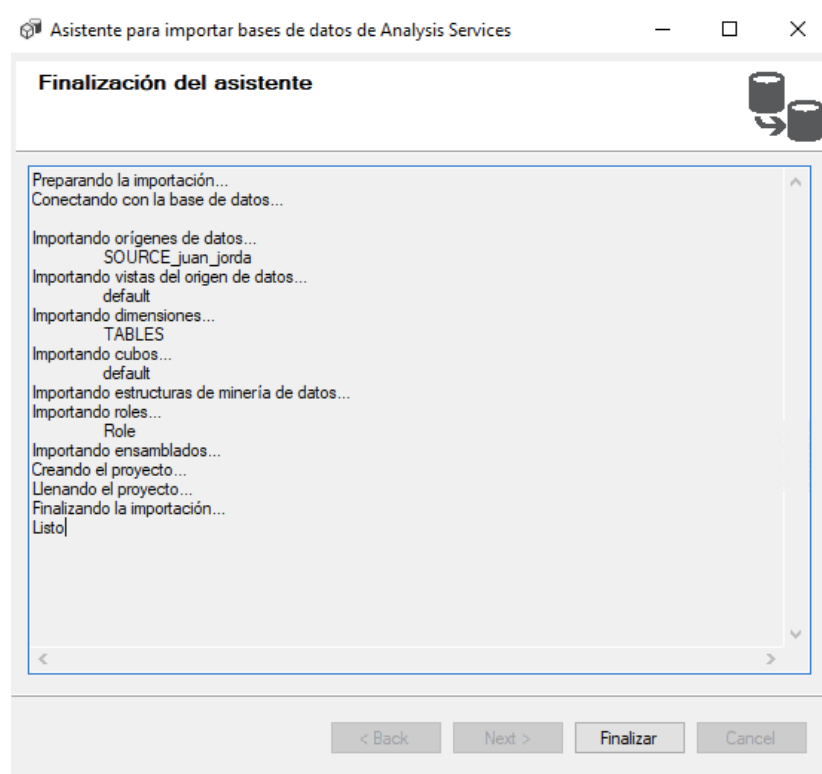 Asistente para importar bases de datos de Analysis Services
Finalización del asistente
Preparando la importación...
Conectando con la base de datos...
Importando orígenes de datos...
SOURCE_juan_jorda
Importando vistas del origen de datos...
default
Importando dimensiones...
TABLES
Importando cubos...
default
Importando estructuras de minería de datos...
Importando roles...
Role
Importando ensamblados...
Creando el proyecto...
Llenando el proyecto...
Finalizando la importación...
Listo
< Back Next > Finalizar Cancel